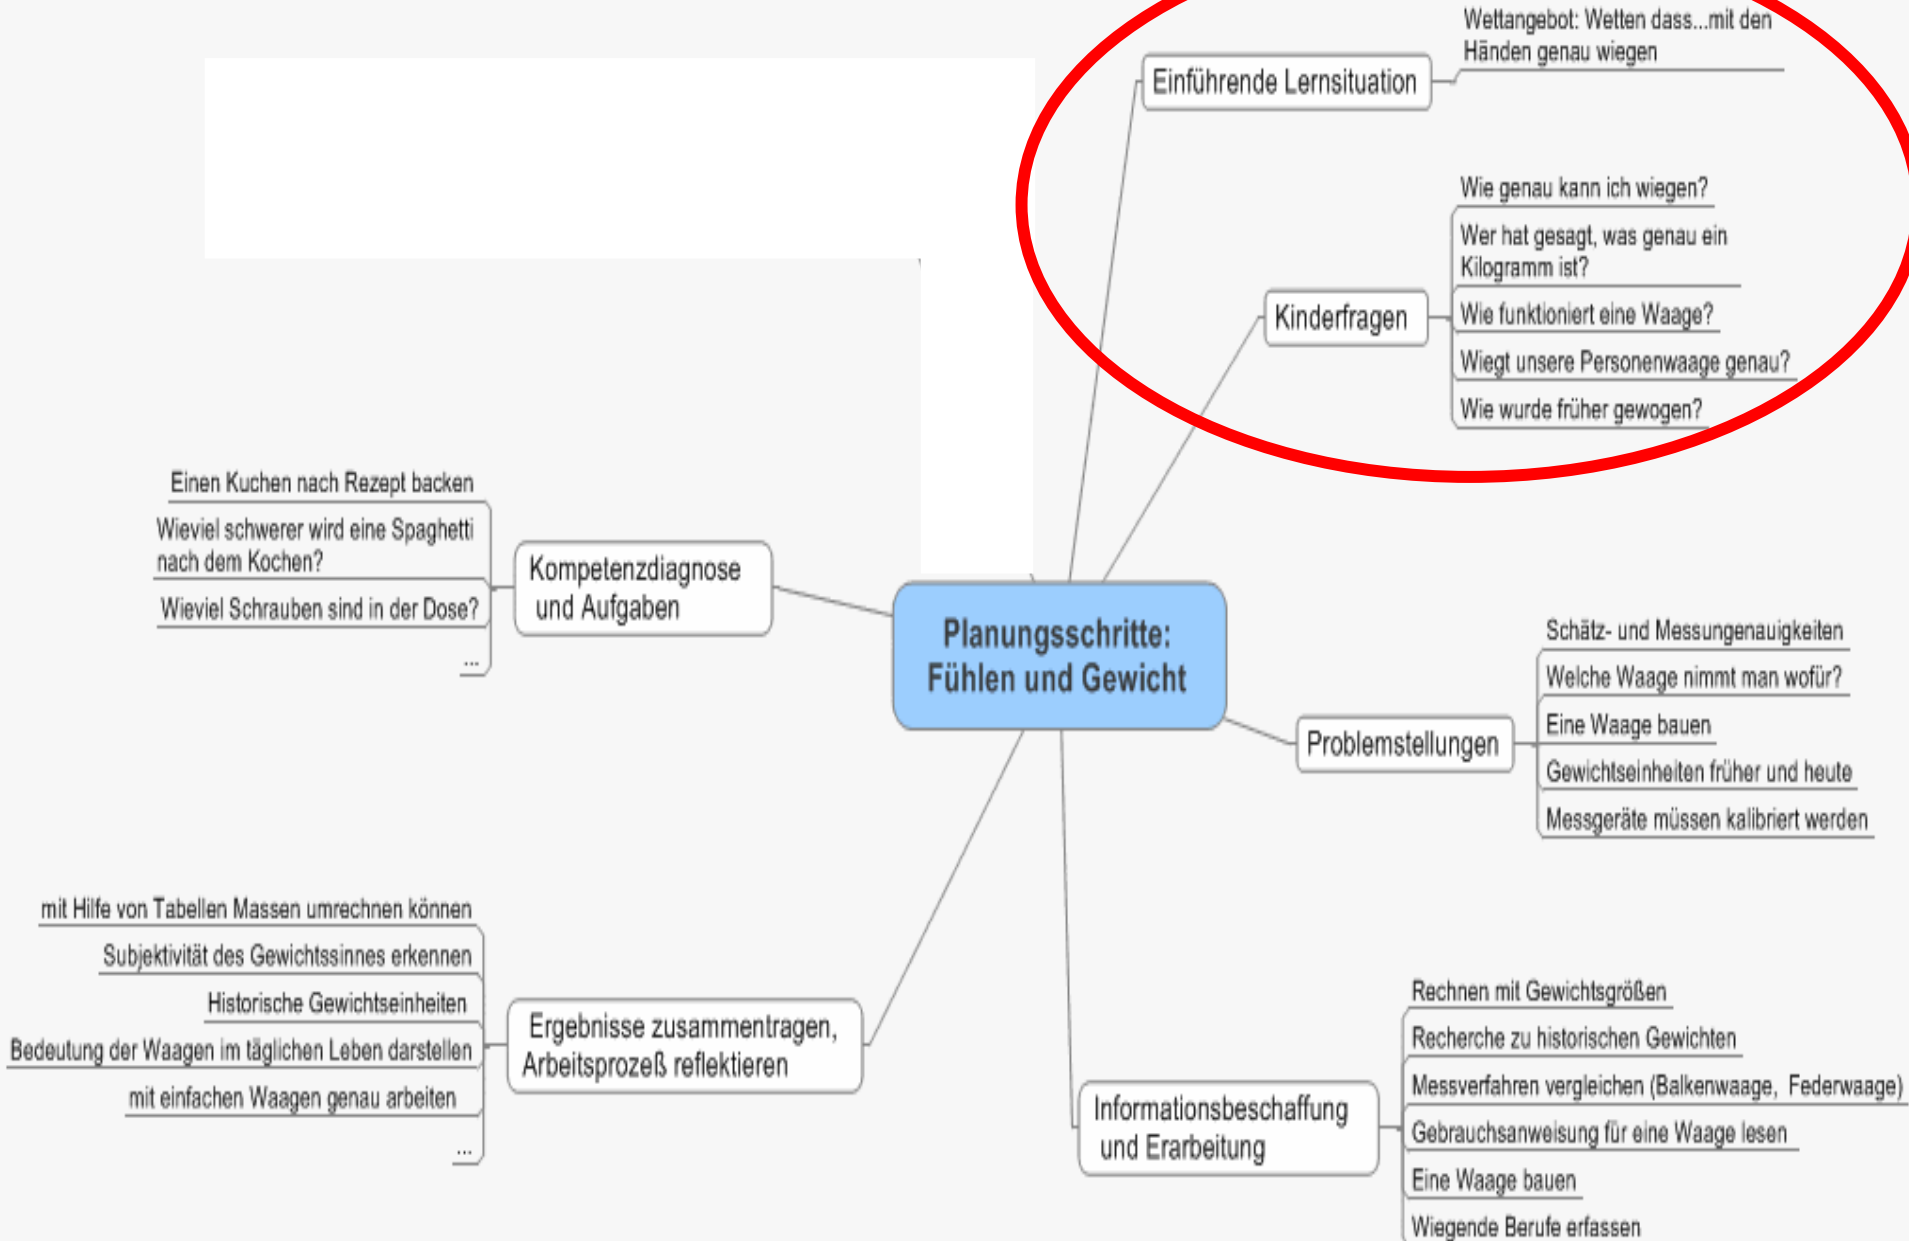 Wettangebot: Wetten dass...mit den
Händen genau wiegen
Einführende Lernsituation
Wie genau kann ich wiegen?
Wer hat gesagt, was genau ein
Kilogramm ist?
Wie funktioniert eine Waage?
Wiegt unsere Personenwaage genau?
Wie wurde früher gewogen?
Kinderfragen
Einen Kuchen nach Rezept backen
Wieviel schwerer wird eine Spaghetti
nach dem Kochen?
Wieviel Schrauben sind in der Dose?
...
Kompetenzdiagnose
und Aufgaben
Planungsschritte:
Fühlen und Gewicht
Schätz- und Messungenauigkeiten
Welche Waage nimmt man wofür?
Eine Waage bauen
Gewichtseinheiten früher und heute
Messgeräte müssen kalibriert werden
Problemstellungen
mit Hilfe von Tabellen Massen umrechnen können
Subjektivität des Gewichtssinnes erkennen
Historische Gewichtseinheiten
Bedeutung der Waagen im täglichen Leben darstellen
mit einfachen Waagen genau arbeiten
...
Ergebnisse zusammentragen,
Arbeitsprozeß reflektieren
Rechnen mit Gewichtsgrößen
Recherche zu historischen Gewichten
Messverfahren vergleichen (Balkenwaage, Federwaage)
Gebrauchsanweisung für eine Waage lesen
Eine Waage bauen
Wiegende Berufe erfassen
Informationsbeschaffung
und Erarbeitung